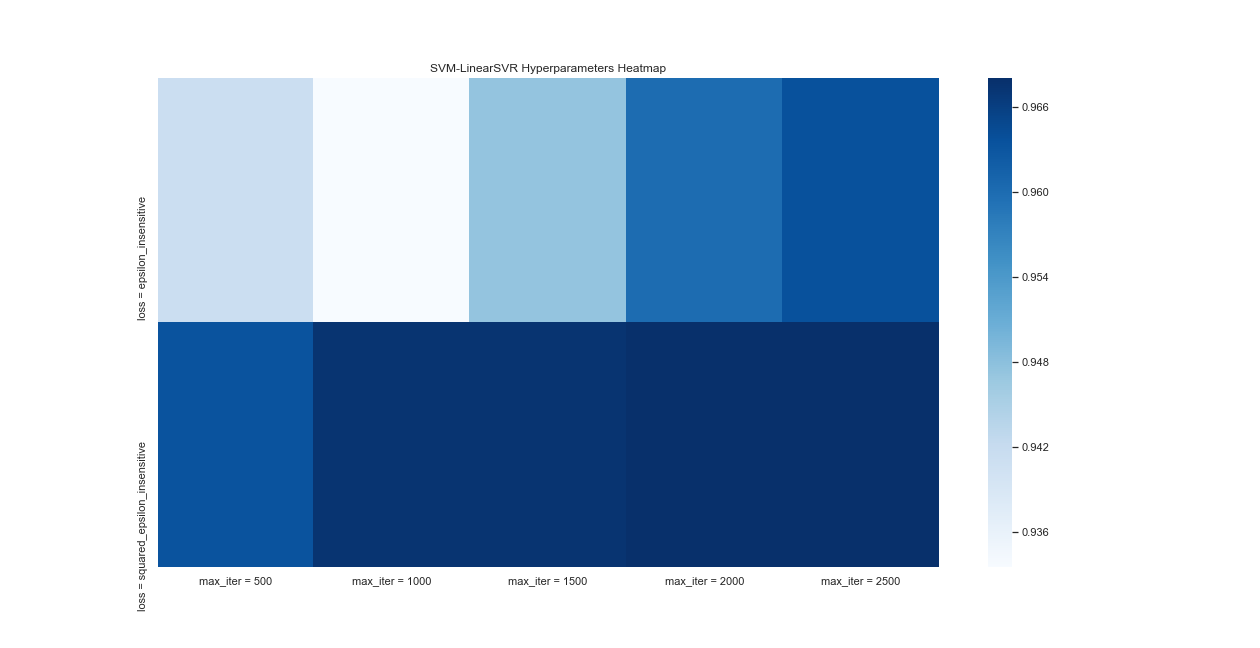 SVM-LinearSVR Hyperparameters Heatmap
loss = epsilon_insensitive
loss = squared_epsilon_insensitive
max_iter = 500
max_iter = 1000
max_iter = 1500
max_iter = 2000
max_iter = 2500
0.966
0.960
0.954
0.948
0.942
0.936